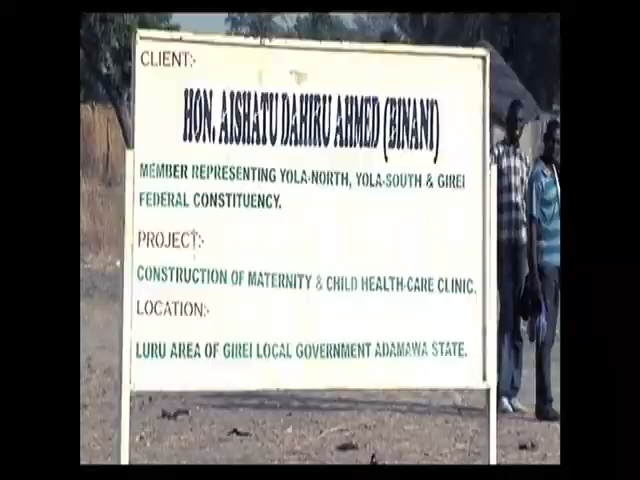 CLIENT:-
HON. AISHATU DAHIRU AHMED (BINANI)
MEMBER REPRESENTING YOLA-NORTH, YOLA-SOUTH & GIREI
FEDERAL CONSTITUENCY.
PROJECT:-
CONSTRUCTION OF MATERNITY & CHILD HEALTH-CARE CLINIC.
LOCATION:-
LURU AREA OF GIREI LOCAL GOVERNMENT ADAMAWA STATE.